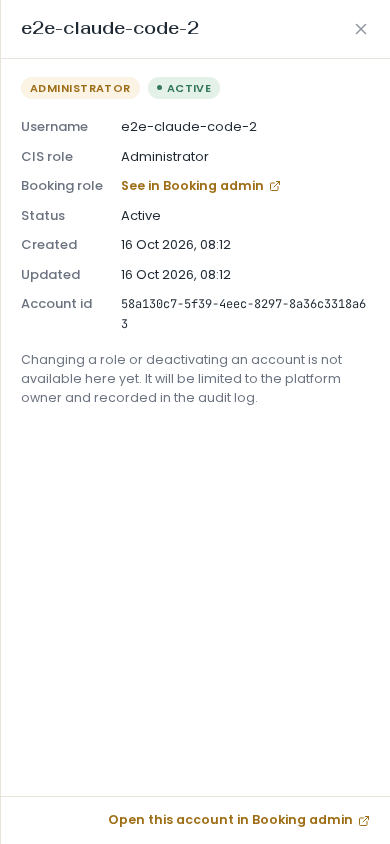 e2e-claude-code-2
ADMINISTRATOR
ACTIVE
Username e2e-claude-code-2
CIS role Administrator
Booking role See in Booking admin
Status Active
Created 16 Oct 2026, 08:12
Updated 16 Oct 2026, 08:12
Account id 58a130c7-5f39-4eec-8297-8a36c3318a6
3
Changing a role or deactivating an account is not
available here yet. It will be limited to the platform
owner and recorded in the audit log.
Open this account in Booking admin